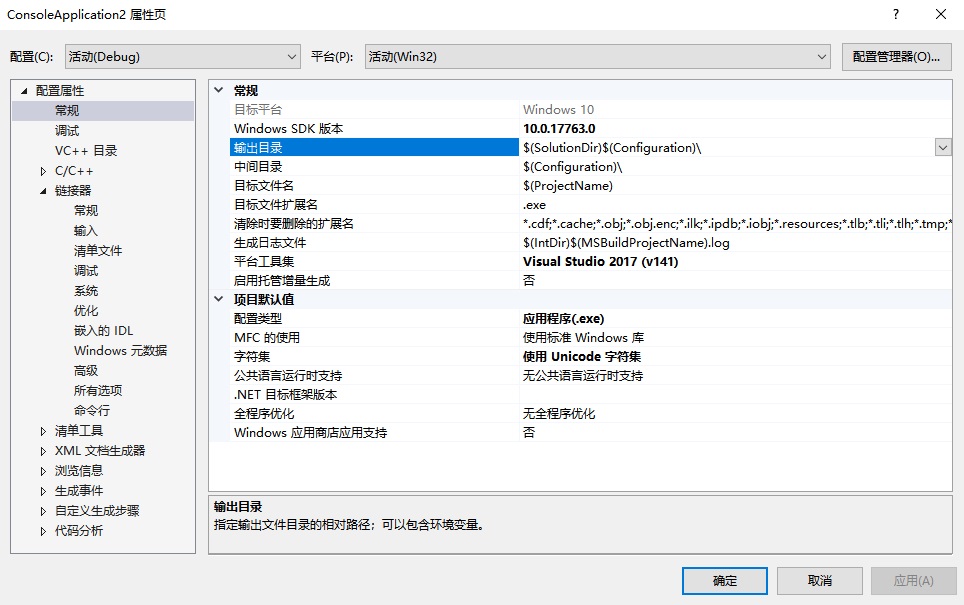 ConsoleApplication2 属性页 ?
配置(C): 活动(Debug) 平台(P): 活动(Win32) 配置管理器(O)...
配置属性
常规
调试
VC++ 目录
C/C++
链接器
常规
输入
清单文件
调试
系统
优化
嵌入的 IDL
Windows 元数据
高级
所有选项
命令行
清单工具
XML 文档生成器
浏览信息
生成事件
自定义生成步骤
代码分析
常规
目标平台 Windows 10
Windows SDK 版本 10.0.17763.0
输出目录 $(SolutionDir)$(Configuration)\
中间目录 $(Configuration)\
目标文件名 $(ProjectName)
目标文件扩展名 .exe
清除时要删除的扩展名 *.cdf;*.cache;*.obj;*.obj.enc;*.ilk;*.ipdb;*.iobj;*.resources;*.tlb;*.tli;*.tlh;*.tmp;*
生成日志文件 $(IntDir)$(MSBuildProjectName).log
平台工具集 Visual Studio 2017 (v141)
启用托管增量生成 否
项目默认值
配置类型 应用程序(.exe)
MFC 的使用 使用标准 Windows 库
字符集 使用 Unicode 字符集
公共语言运行时支持 无公共语言运行时支持
.NET 目标框架版本
全程序优化 无全程序优化
Windows 应用商店应用支持 否
输出目录
指定输出文件目录的相对路径；可以包含环境变量。
确定 取消 应用(A)